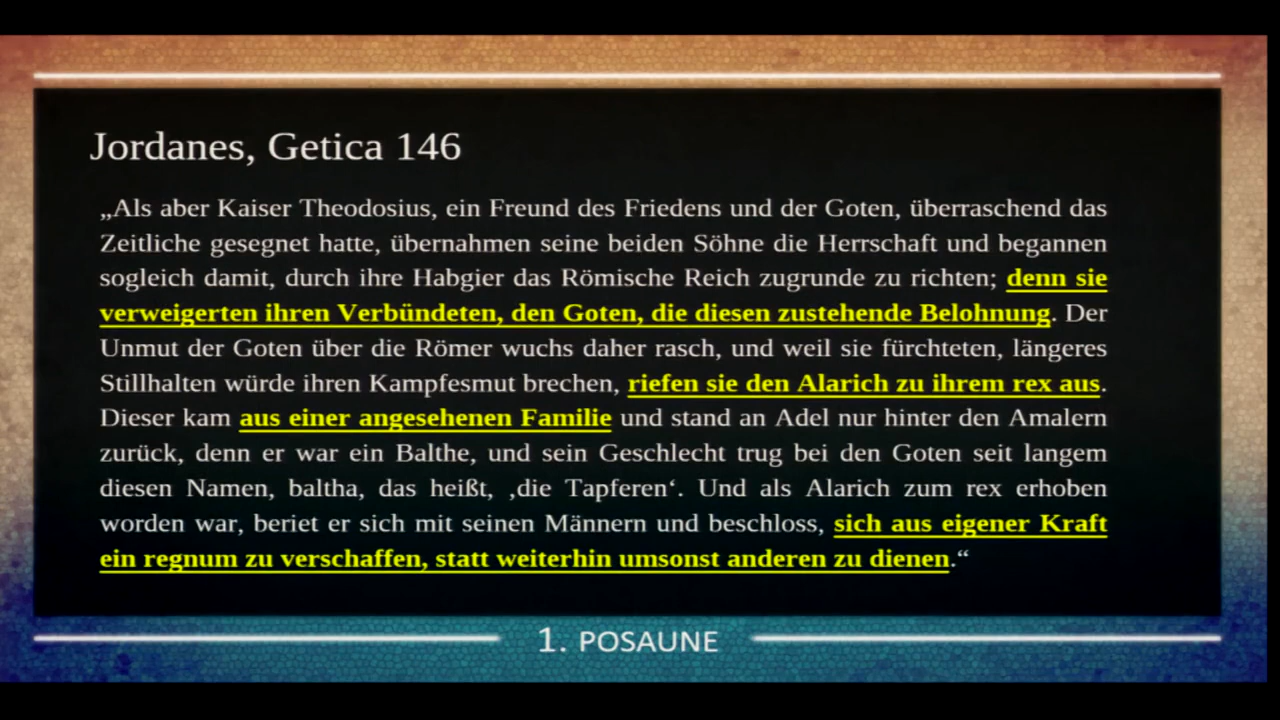 Jordanes, Getica 146
„Als aber Kaiser Theodosius, ein Freund des Friedens und der Goten, überraschend das
Zeitliche gesegnet hatte, übernahmen seine beiden Söhne die Herrschaft und begannen
sogleich damit, durch ihre Habgier das Römische Reich zugrunde zu richten; denn sie
verweigerten ihren Verbündeten, den Goten, die diesen zustehende Belohnung. Der
Unmut der Goten über die Römer wuchs daher rasch, und weil sie fürchteten, längeres
Stillhalten würde ihren Kampfesmut brechen, riefen sie den Alarich zu ihrem rex aus.
Dieser kam aus einer angesehenen Familie und stand an Adel nur hinter den Amalern
zurück, denn er war ein Balthe, und sein Geschlecht trug bei den Goten seit langem
diesen Namen, baltha, das heißt, ‚die Tapferen‘. Und als Alarich zum rex erhoben
worden war, beriet er sich mit seinen Männern und beschloss, sich aus eigener Kraft
ein regnum zu verschaffen, statt weiterhin umsonst anderen zu dienen.“
1. POSAUNE